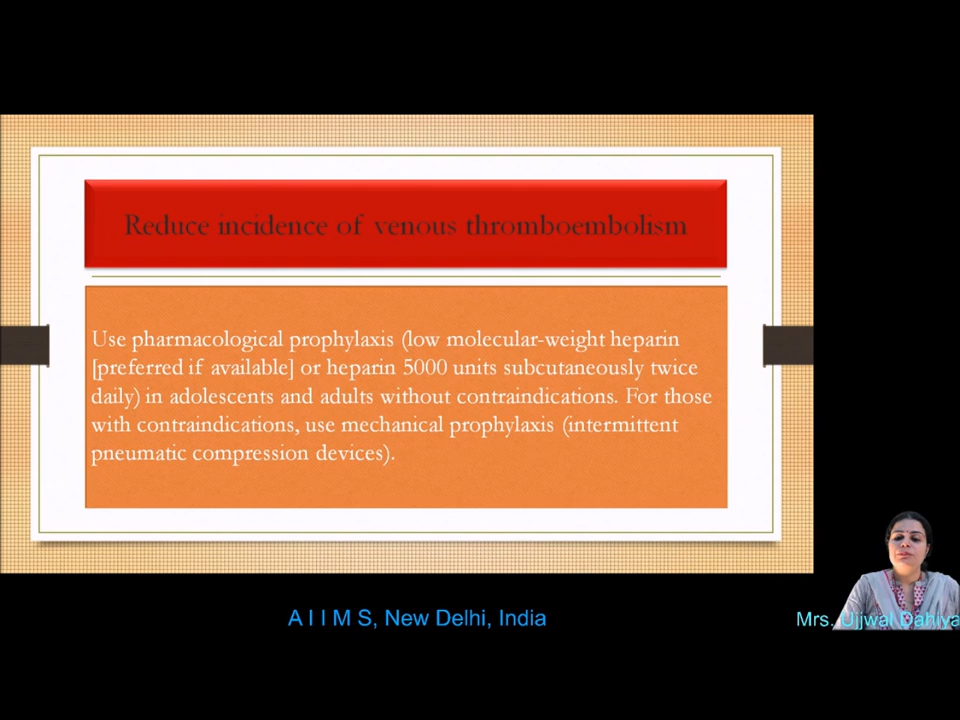 Reduce incidence of venous thromboembolism
Use pharmacological prophylaxis (low molecular-weight heparin
[preferred if available] or heparin 5000 units subcutaneously twice
daily) in adolescents and adults without contraindications. For those
with contraindications, use mechanical prophylaxis (intermittent
pneumatic compression devices).
A I I M S, New Delhi, India
Mrs. Ujjwal Dahiya